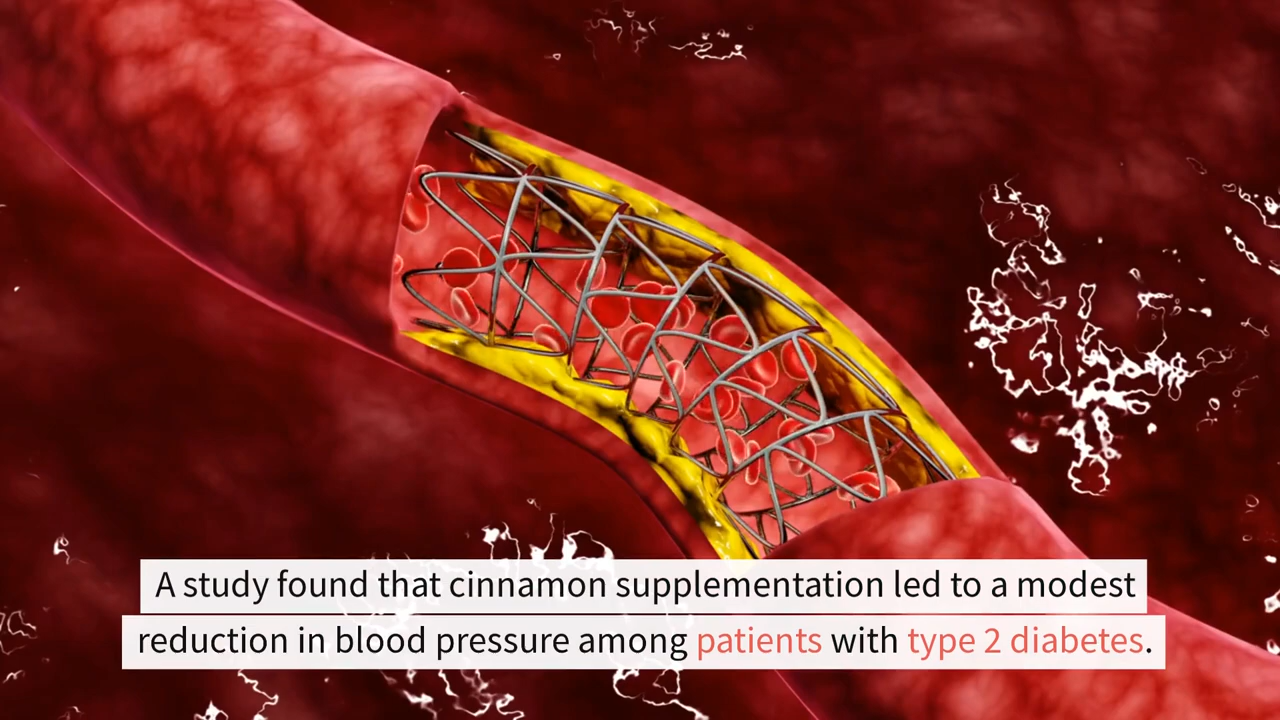 A study found that cinnamon supplementation led to a modest
reduction in blood pressure among patients with type 2 diabetes.